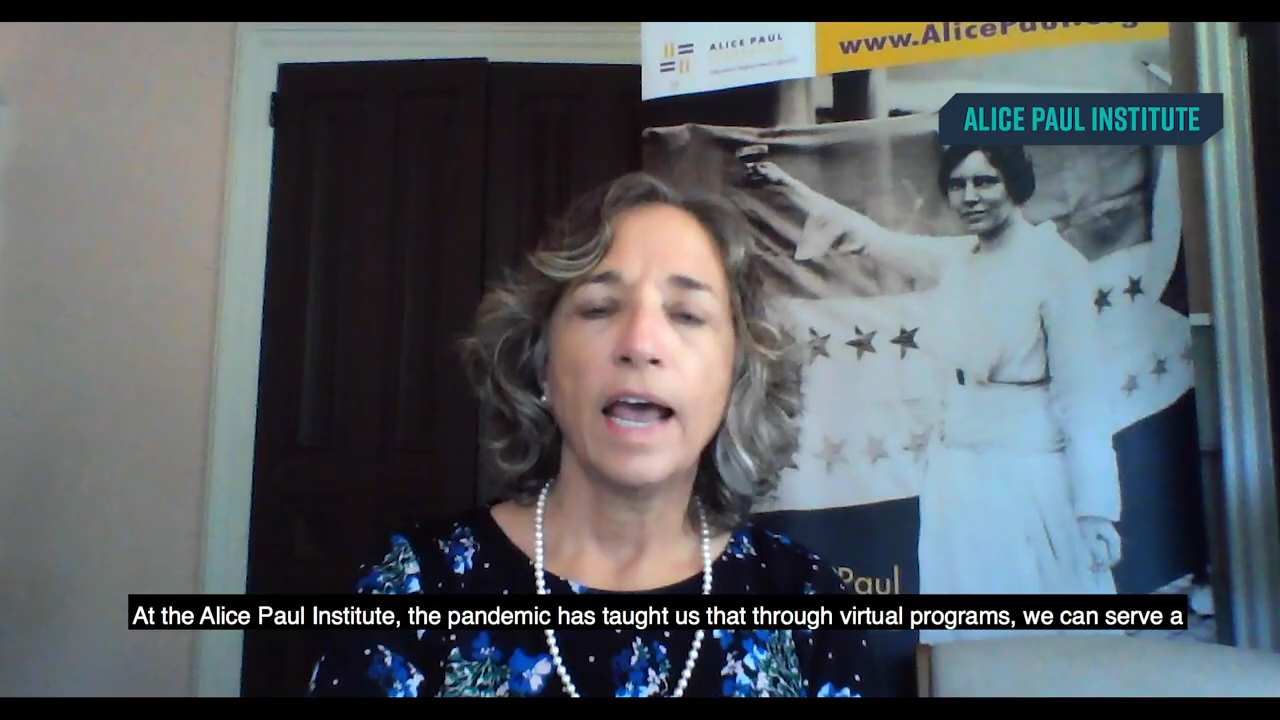 www.AlicePaul.org
ALICE PAUL
ALICE PAUL INSTITUTE
Paul
At the Alice Paul Institute, the pandemic has taught us that through virtual programs, we can serve a